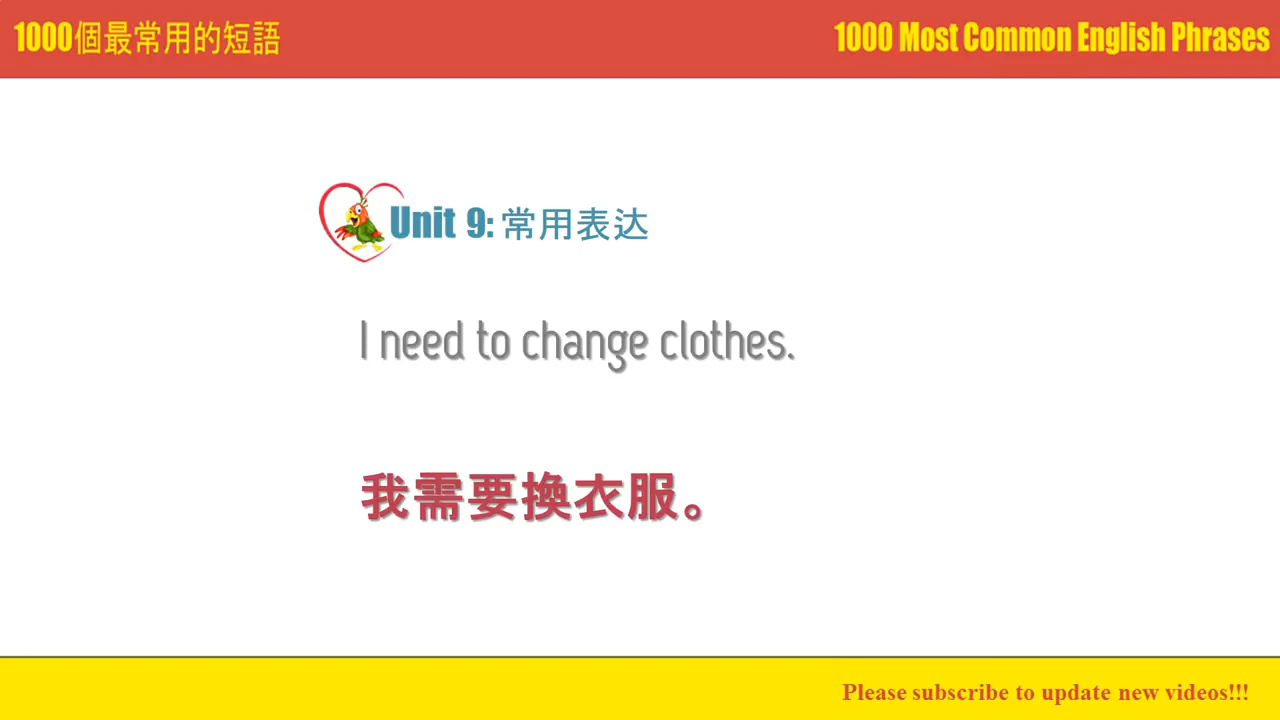 1000個最常用的短語
1000 Most Common English Phrases
Unit 9: 常用表达
I need to change clothes.
我需要換衣服。
Please subscribe to update new videos!!!